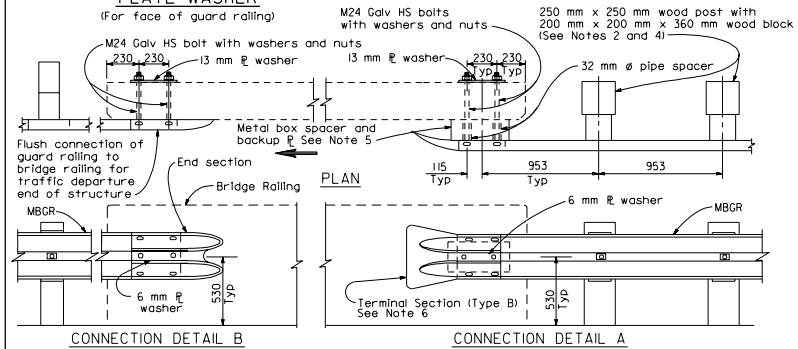 PLATE WASHER
(For face of guard railing)
M24 Galv HS bolt with washers and nuts
230
230
13 mm ⅊ washer
M24 Galv HS bolts
with washers and nuts
230
Typ
230
Typ
13 mm ⅊ washer
250 mm x 250 mm wood post with
200 mm x 200 mm x 360 mm wood block
(See Notes 2 and 4)
32 mm ø pipe spacer
Flush connection of
guard railing to
bridge railing for
traffic departure
end of structure
Metal box spacer and
backup ⅊ See Note 5
End section
Bridge Railing
PLAN
115
Typ
953
Typ
953
MBGR
6 mm ⅊
washer
530
Typ
6 mm ⅊ washer
MBGR
Terminal Section (Type B)
See Note 6
530
Typ
CONNECTION DETAIL B
CONNECTION DETAIL A